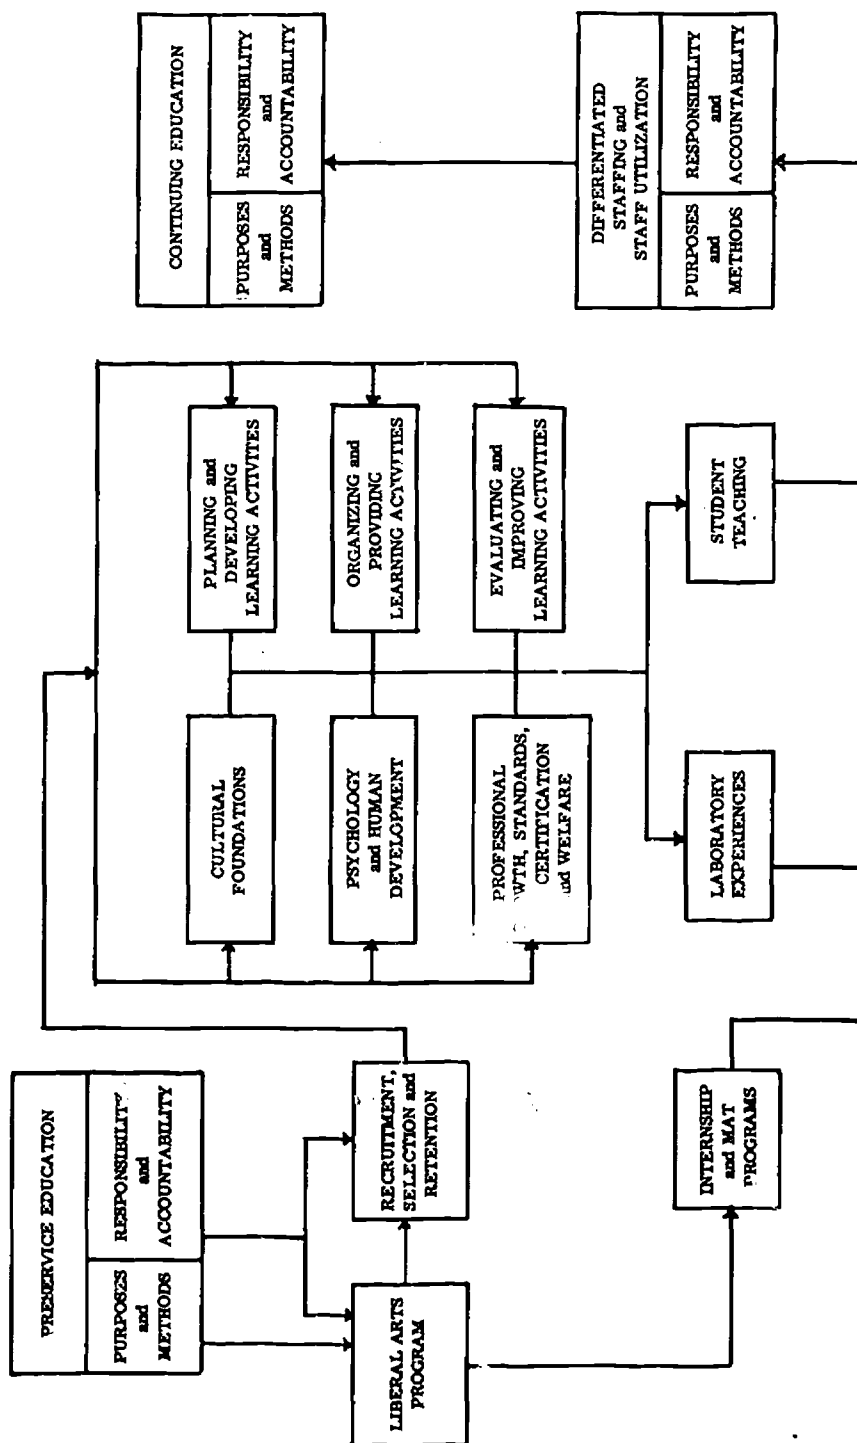 PRESERVICE EDUCATION
PURPOSES
and
METHODS
RESPONSIBILIT
and
ACCOUNTABILITY
LIBERAL ARTS
PROGRAM
RECRUITMENT,
SELECTION and
RETENTION
INTERNSHIP
and MAT
PROGRAMS
CULTURAL
FOUNDATIONS
PSYCHOLOGY
and HUMAN
DEVELOPMENT
PROFESSIONAL
WTH, STANDARDS,
CERTIFICATION
and WELFARE
LABORATORY
EXPERIENCES
PLANNING and
DEVELOPING
LEARNING ACTIVITES
ORGANIZING and
PROVIDING
LEARNING ACTIVITIES
EVALUATING and
IMPROVING
LEARNING ACTIVITIES
STUDENT
TEACHING
CONTINUING EDUCATION
PURPOSES
and
METHODS
RESPONSIBILITY
and
ACCOUNTABILITY
DIFFERENTIATED
STAFFING and
STAFF UTILIZATION
PURPOSES
and
METHODS
RESPONSIBILITY
and
ACCOUNTABILITY